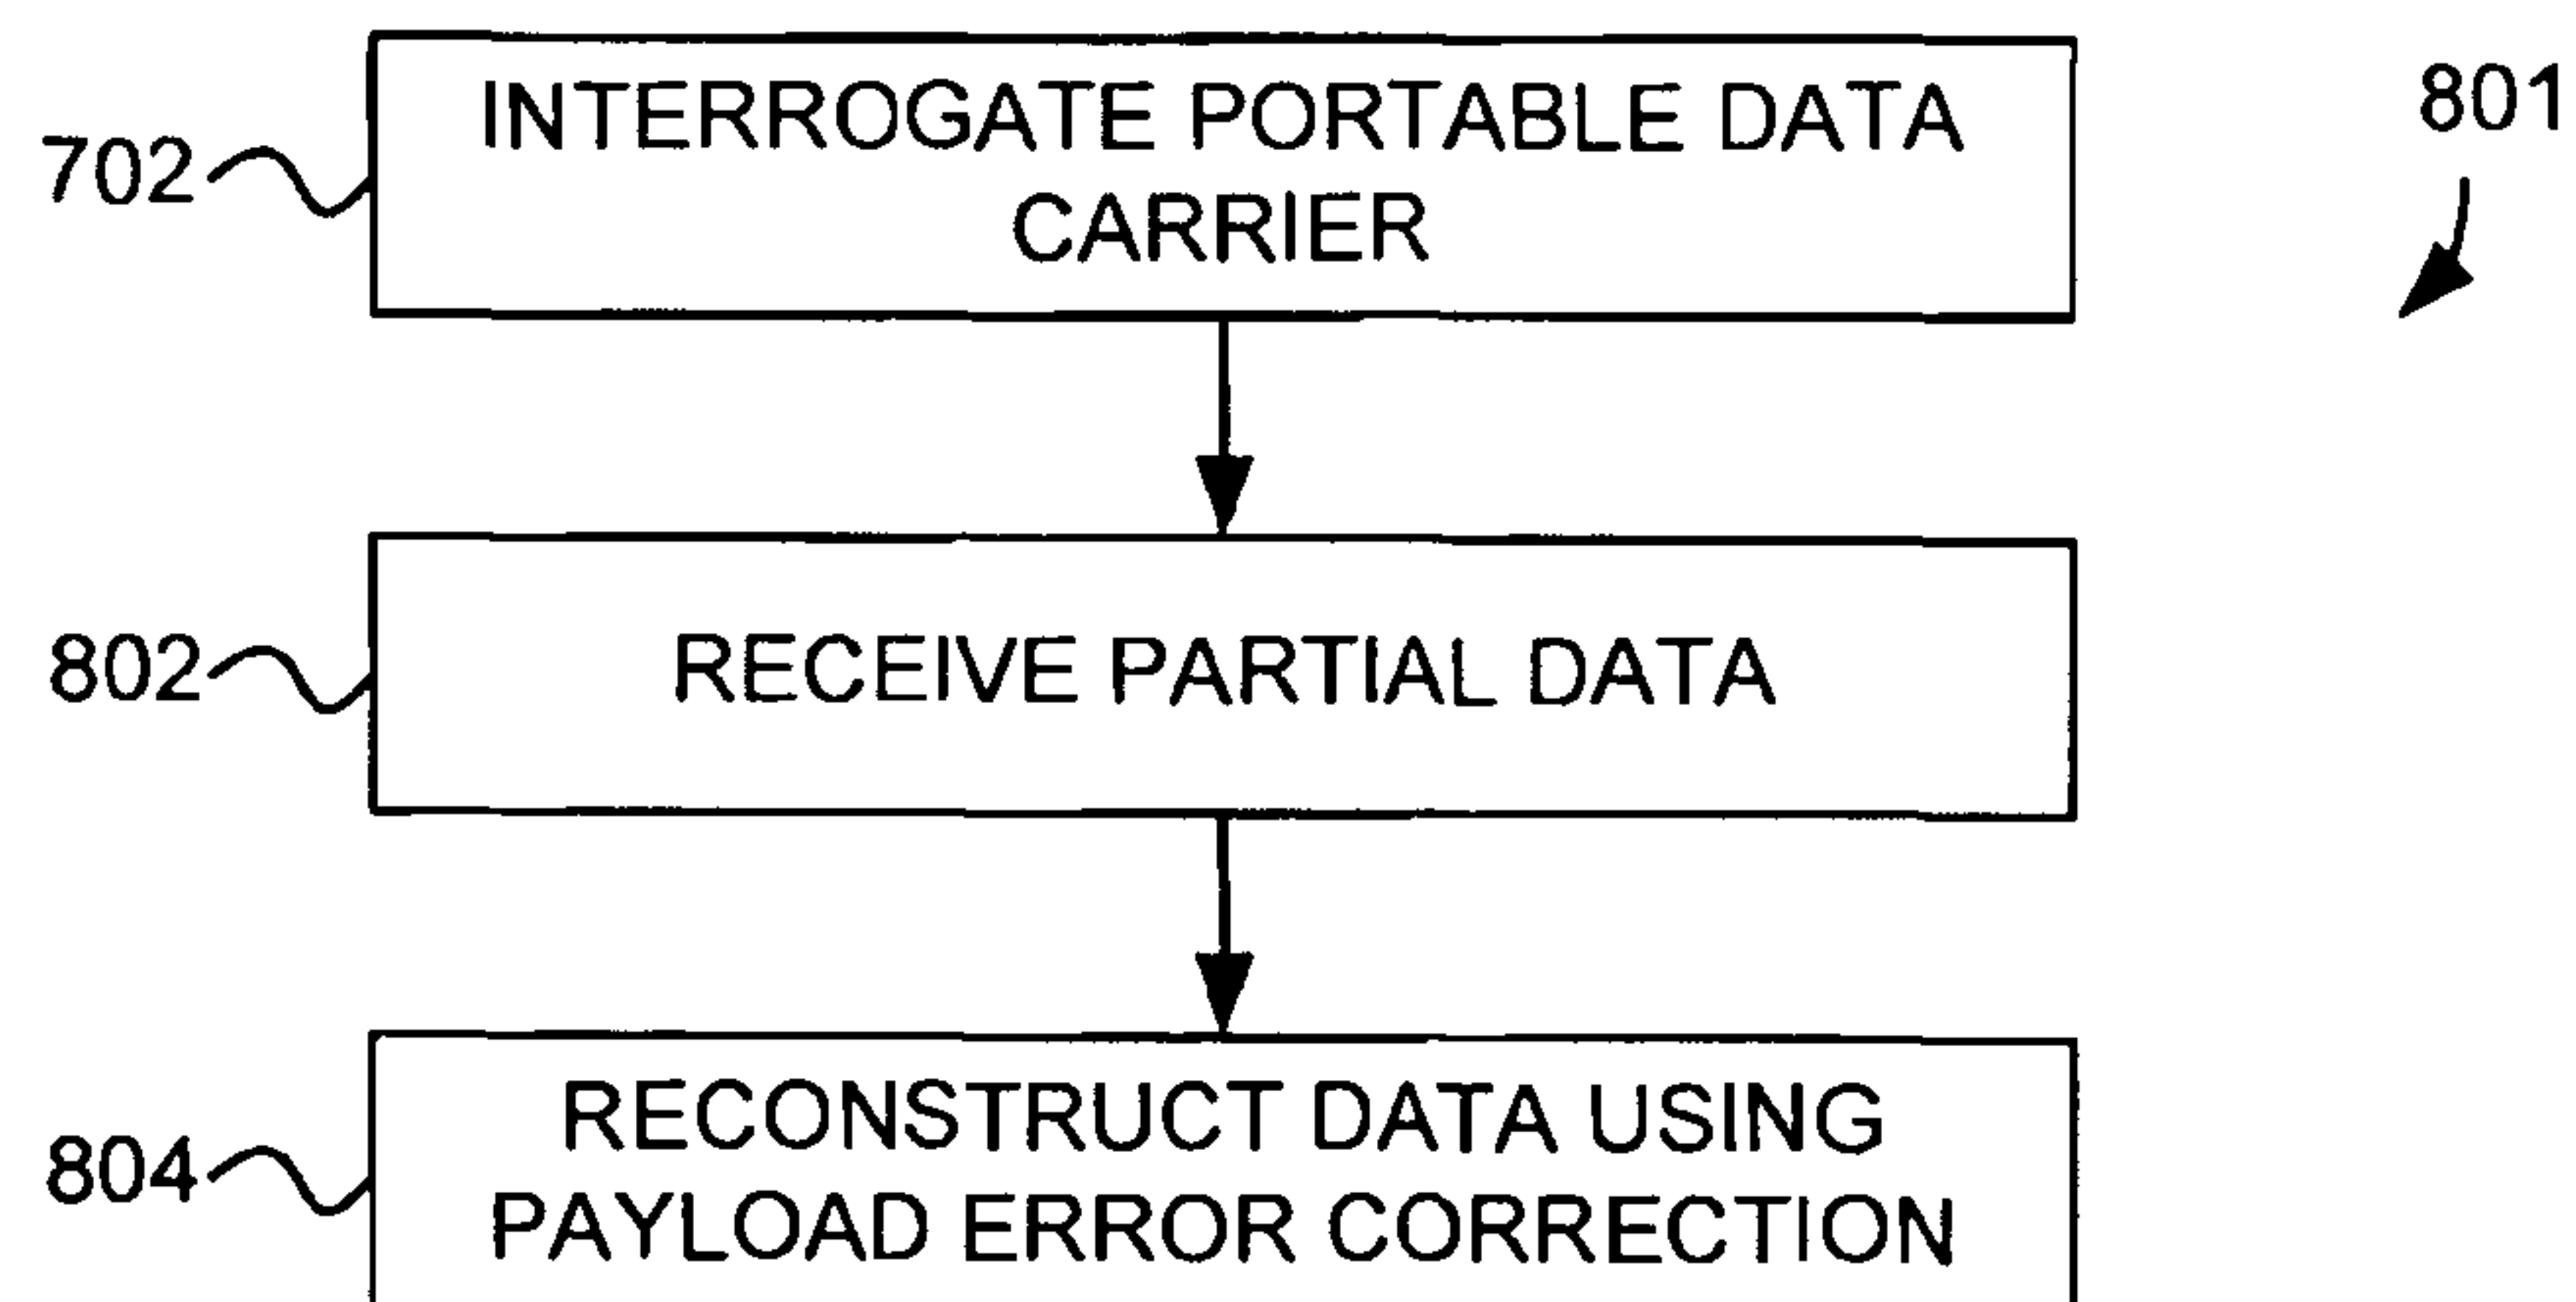 INTERROGATE PORTABLE DATA
CARRIER
801
702
RECEIVE PARTIAL DATA
802
RECONSTRUCT DATA USING
PAYLOAD ERROR CORRECTION
804